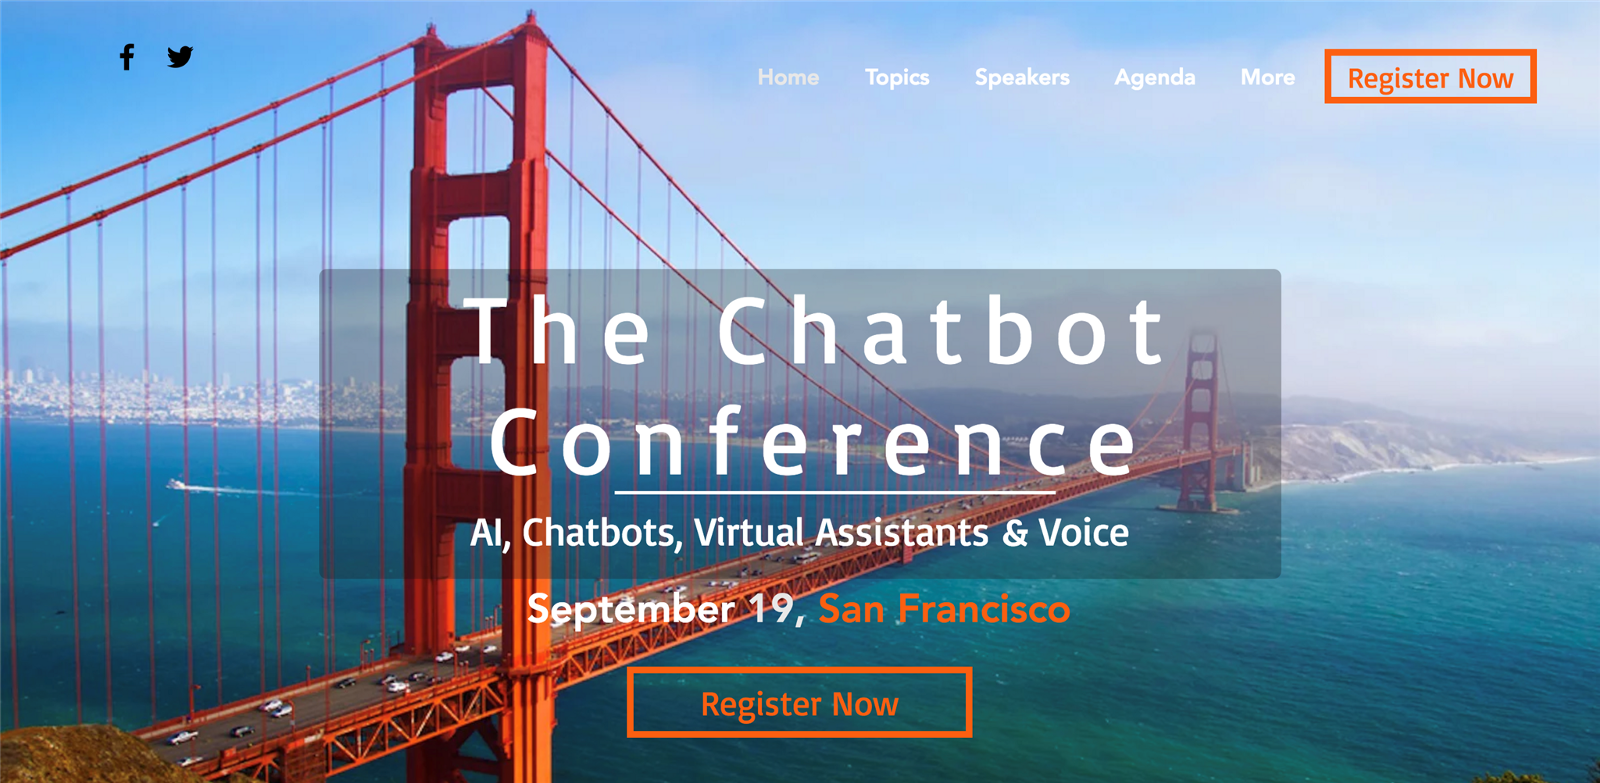 Home Topics Speakers Agenda More Register Now
The Chatbot
Conference
AI, Chatbots, Virtual Assistants & Voice
September 19, San Francisco
Register Now